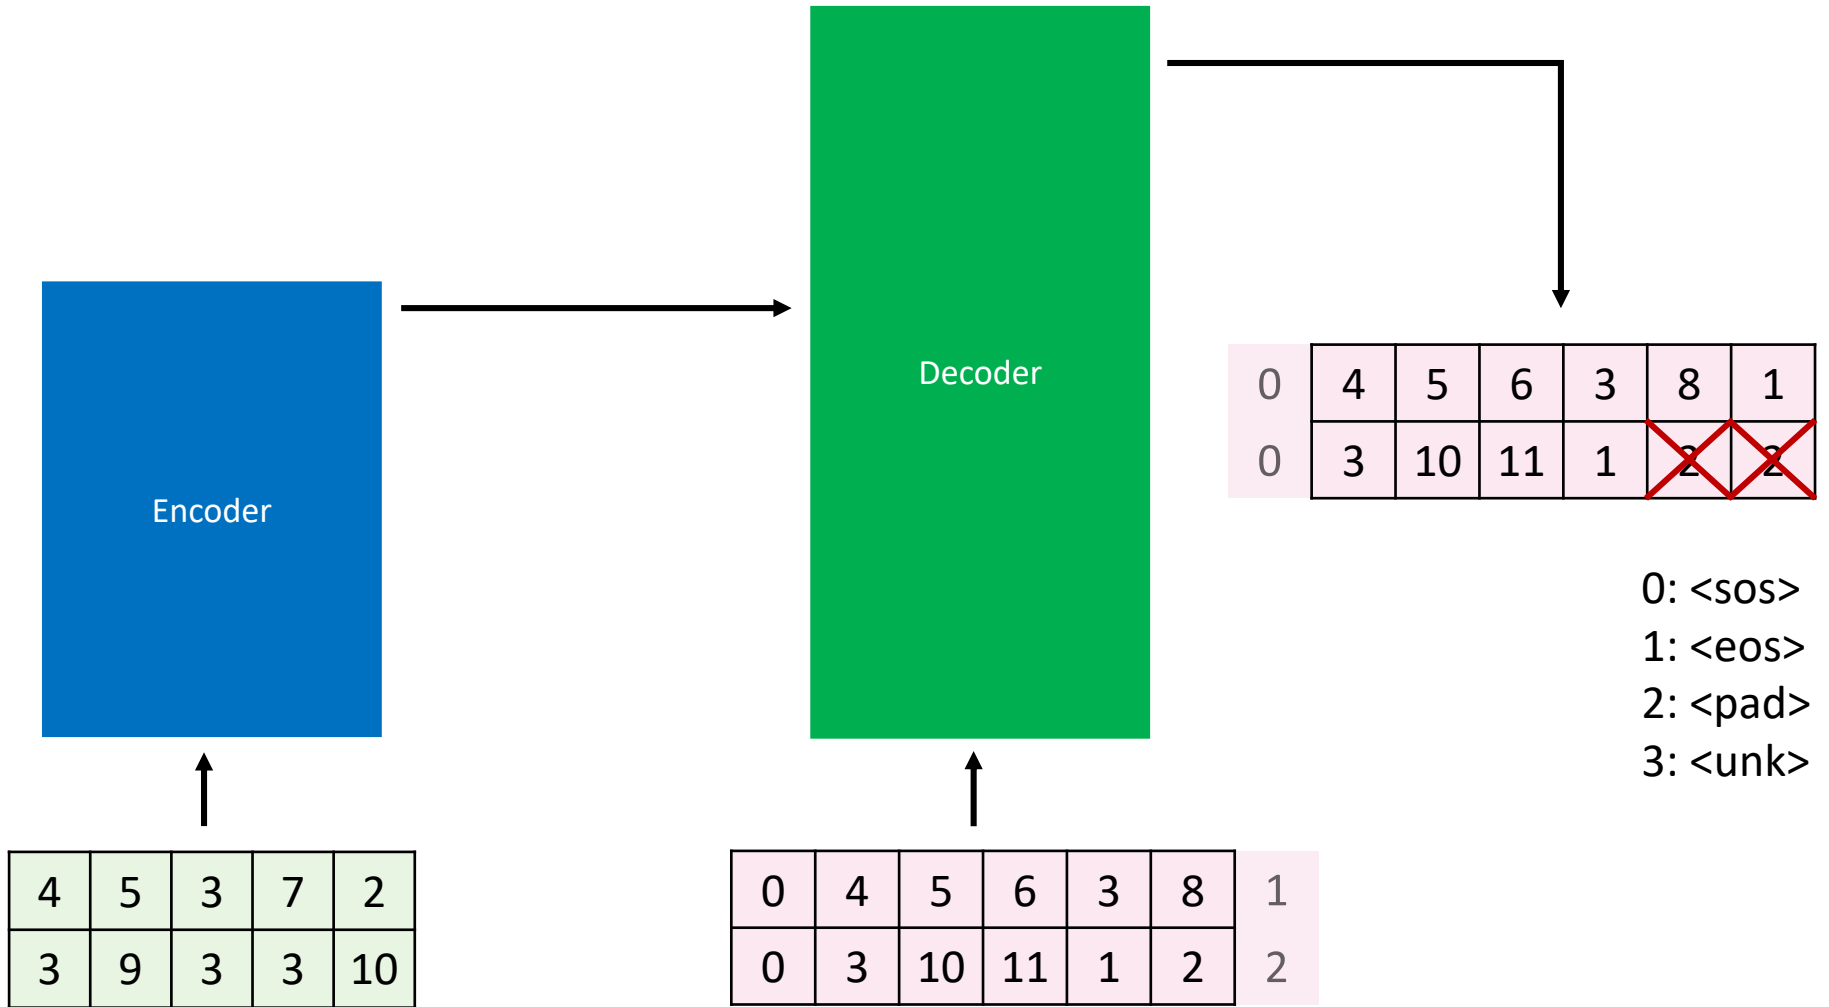 Encoder
Decoder
0 4 5 6 3 8 1
0 3 10 11 1 2 2
0: <sos>
1: <eos>
2: <pad>
3: <unk>
4 5 3 7 2
3 9 3 3 10
0 4 5 6 3 8 1
0 3 10 11 1 2 2